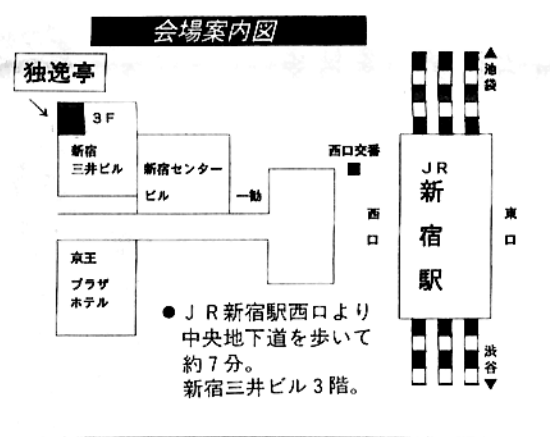 会場案内図
独逸亭
3F
新宿
三井ビル
新宿センター
ビル
一勧
京王
プラザ
ホテル
西口交番
西
口
JR
新
宿
駅
東
口
▲
池
袋
渋
谷
▼
●JR新宿駅西口より
中央地下道を歩いて
約7分。
新宿三井ビル3階。